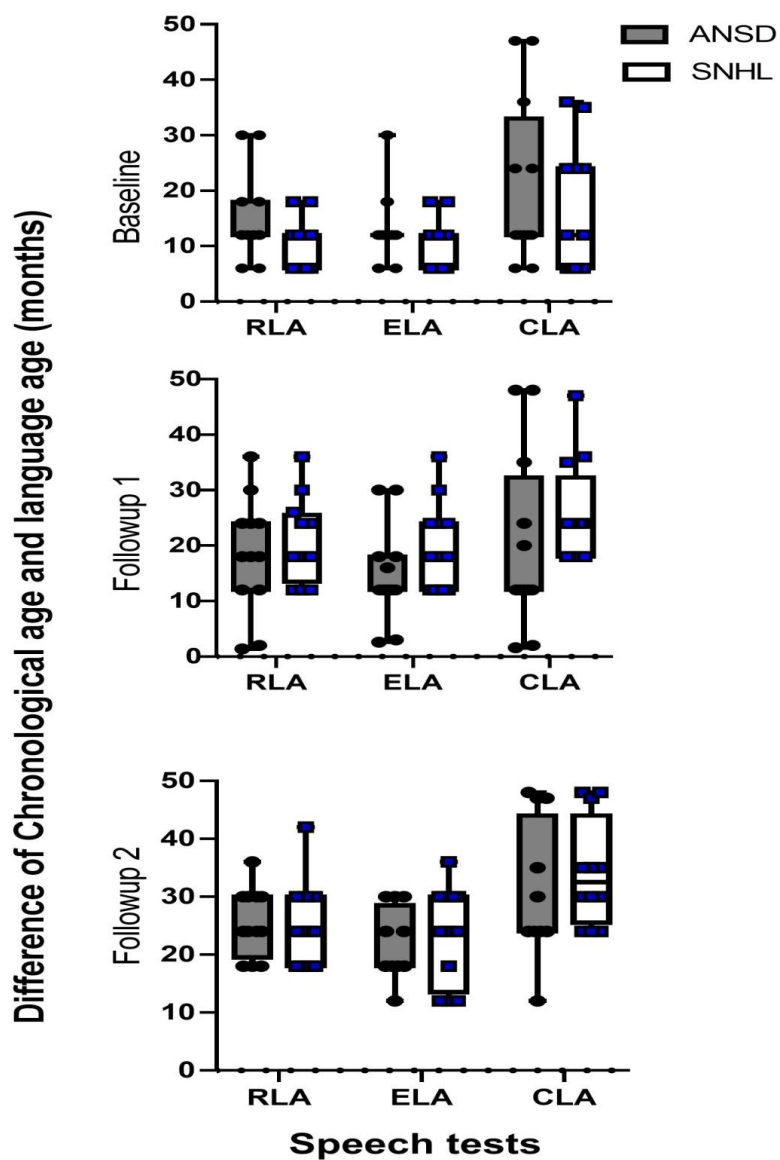 Difference of Chronological age and language age (months)
ANSD
SNHL
Baseline
50
40
30
20
10
0
RLA ELA CLA
Followup 1
50
40
30
20
10
0
RLA ELA CLA
Followup 2
50
40
30
20
10
0
RLA ELA CLA
Speech tests